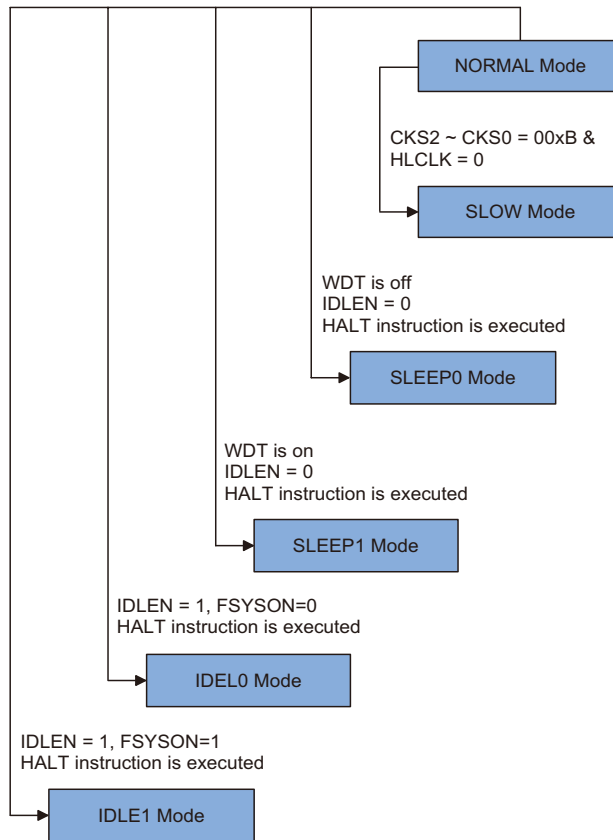 NORMAL Mode
CKS2 ~ CKS0 = 00xB &
HLCLK = 0
SLOW Mode
WDT is off
IDLEN = 0
HALT instruction is executed
SLEEP0 Mode
WDT is on
IDLEN = 0
HALT instruction is executed
SLEEP1 Mode
IDLEN = 1, FSYSON=0
HALT instruction is executed
IDEL0 Mode
IDLEN = 1, FSYSON=1
HALT instruction is executed
IDLE1 Mode